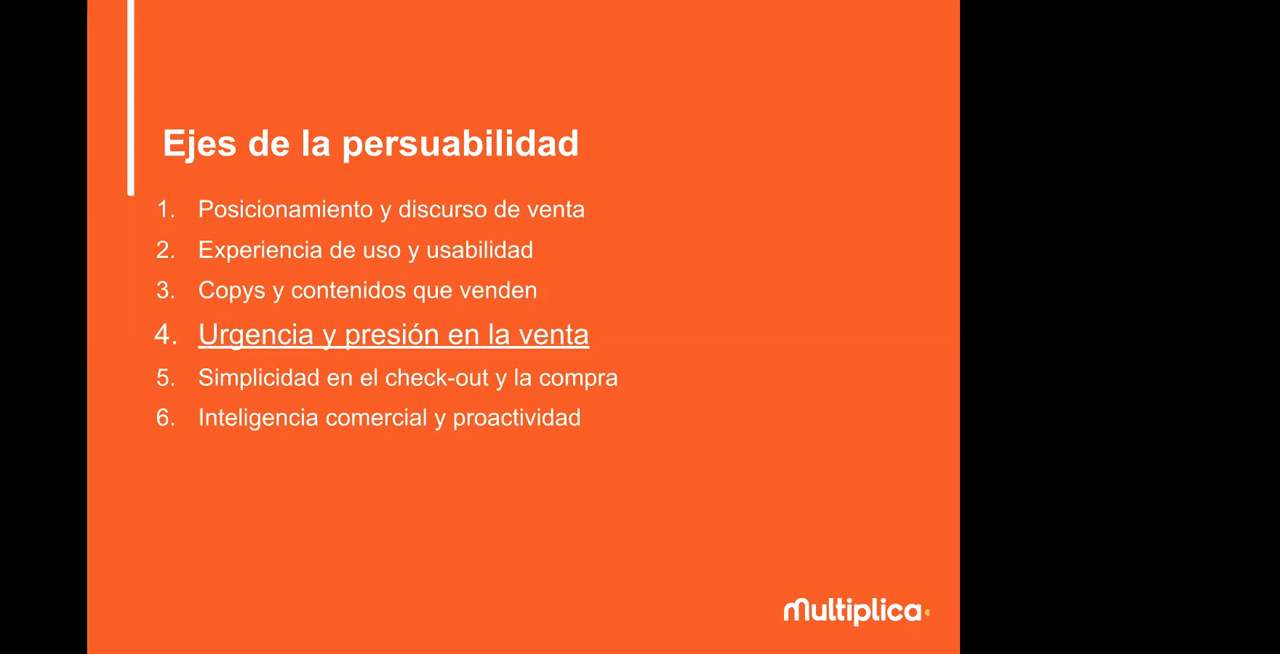 Ejes de la persuabilidad
1. Posicionamiento y discurso de venta
2. Experiencia de uso y usabilidad
3. Copys y contenidos que venden
4. Urgencia y presión en la venta
5. Simplicidad en el check-out y la compra
6. Inteligencia comercial y proactividad
Multiplica